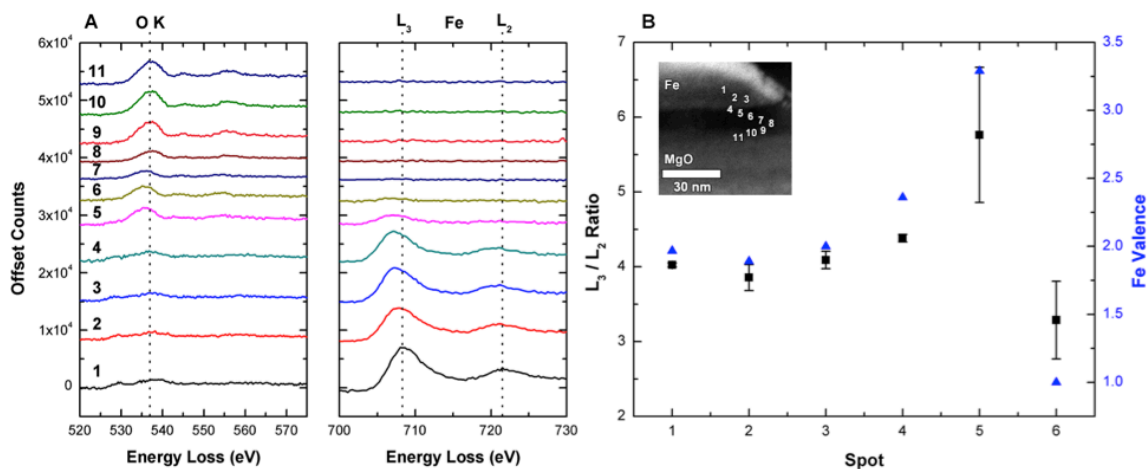 A
O K
L3
Fe
L2
B
6x10^4
5x10^4
4x10^4
3x10^4
2x10^4
1x10^4
0
Offset Counts
11
10
9
8
7
6
5
4
3
2
1
520 530 540 550 560 570
700 710 720 730
Energy Loss (eV)
Energy Loss (eV)
7
6
5
4
3
2
L3 / L2 Ratio
Fe
1
2
3
4
5
6
7
8
9
10
11
MgO
30 nm
3.5
3.0
2.5
2.0
1.5
1.0
Fe Valence
1 2 3 4 5 6
Spot